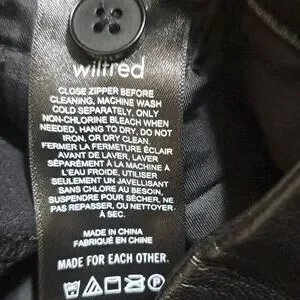 wilfred
CLOSE ZIPPER BEFORE
CLEANING, MACHINE WASH
COLD SEPARATELY, ONLY
NON-CHLORINE BLEACH WHEN
NEEDED, HANG TO DRY, DO NOT
IRON, OR DRY CLEAN.
FERMER LA FERMETURE ÉCLAIR
AVANT DE LAVER, LAVER
SÉPARÉMENT À LA MACHINE À
L'EAU FROIDE, UTILISER
SEULEMENT UN JAVELLISANT
SANS CHLORE AU BESOIN,
SUSPENDRE POUR SÉCHER, NE
PAS REPASSER, OU NETTOYER
À SEC.
MADE IN CHINA
FABRIQUÉ EN CHINE
MADE FOR EACH OTHER.